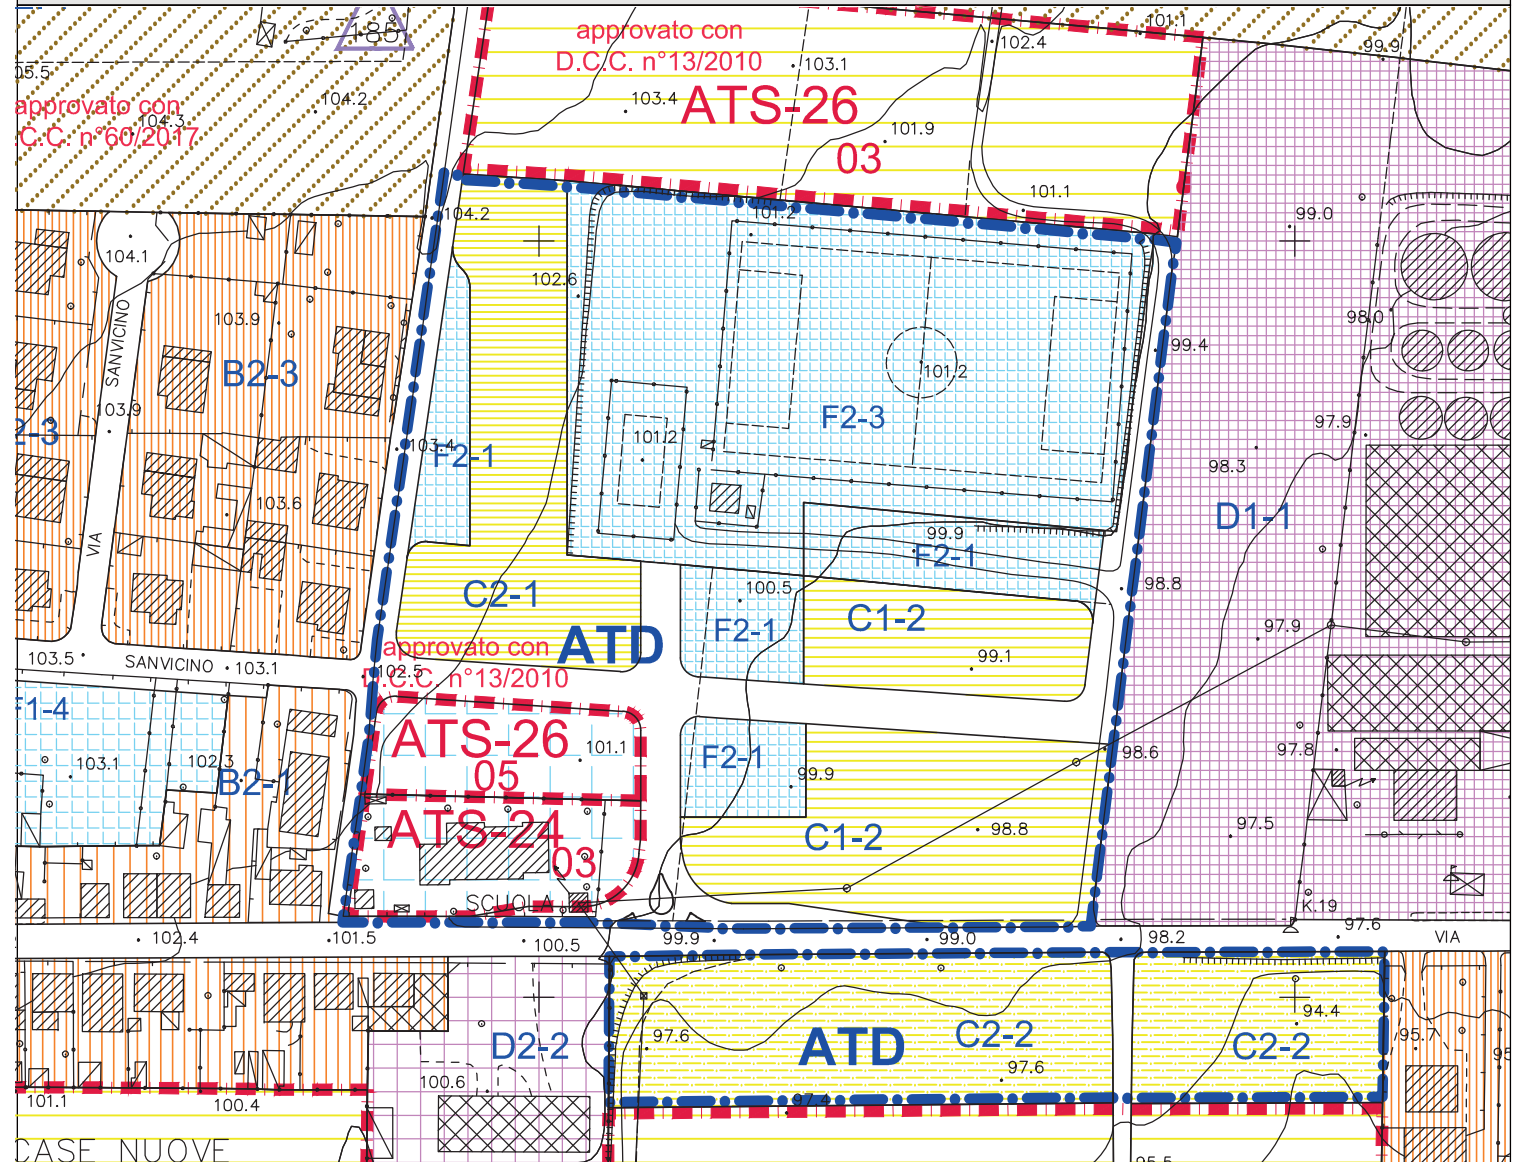 85
101.1
approvato con
D.C.C. n°13/2010
102.4
99.9
103.1
104.2
103.4
ATS-26
approvato con
104.3
.C.C. n°60/2017
101.9
03
101.1
104.2
101.2
99.0
104.1
102.6
SANVICINO
103.9
98.0
99.4
B2-3
101.2
103.9
F2-3
97.9
2-3
103.4
F2-1
101.2
98.3
103.6
D1-1
VIA
99.9
F2-1
98.8
100.5
C2-1
C1-2
F2-1
97.9
approvato con
ATD
103.5
SANVICINO
103.1
102.5
D.C.C. n°13/2010
99.1
F1-4
ATS-26
101.1
98.6
97.8
103.1
102.3
05
F2-1
99.9
B2-1
ATS-24
C1-2
98.8
97.5
03
SCUOLA
K.19
97.6
102.4
101.5
100.5
99.9
99.0
98.2
VIA
94.4
97.6
ATD
C2-2
C2-2
95.7
D2-2
100.6
97.6
101.1
100.4
97.4
CASE NUOVE
95.5